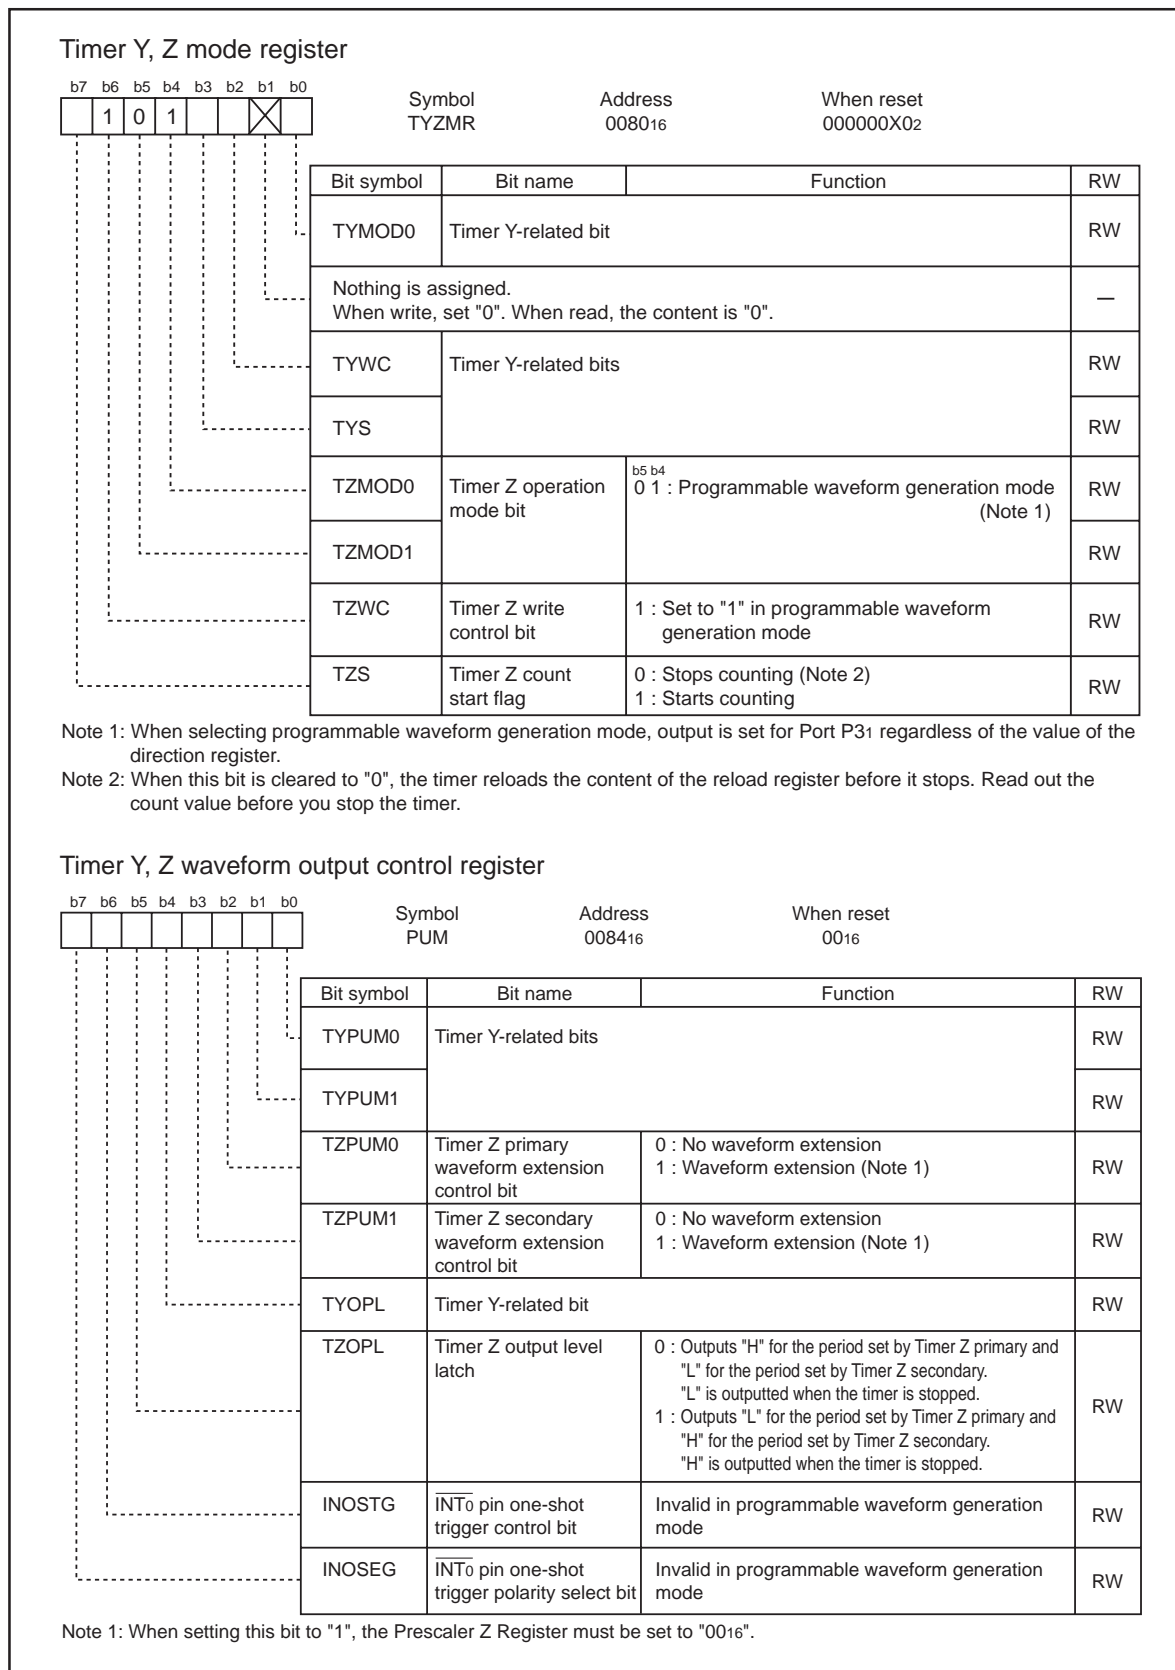 Timer Y, Z mode register
b7 b6 b5 b4 b3 b2 b1 b0
1 0 1
Symbol Address When reset
TYZMR 008016 000000X02
Bit symbol Bit name Function RW
TYMOD0 Timer Y-related bit RW
Nothing is assigned.
When write, set "0". When read, the content is "0". —
TYWC Timer Y-related bits RW
TYS RW
b5 b4
TZMOD0 Timer Z operation mode bit 0 1 : Programmable waveform generation mode (Note 1) RW
TZMOD1 RW
TZWC Timer Z write control bit 1 : Set to "1" in programmable waveform generation mode RW
TZS Timer Z count start flag 0 : Stops counting (Note 2)
1 : Starts counting RW
Note 1: When selecting programmable waveform generation mode, output is set for Port P31 regardless of the value of the
direction register.
Note 2: When this bit is cleared to "0", the timer reloads the content of the reload register before it stops. Read out the
count value before you stop the timer.
Timer Y, Z waveform output control register
b7 b6 b5 b4 b3 b2 b1 b0
Symbol Address When reset
PUM 008416 0016
Bit symbol Bit name Function RW
TYPUM0 Timer Y-related bits RW
TYPUM1 RW
TZPUM0 Timer Z primary waveform extension control bit 0 : No waveform extension
1 : Waveform extension (Note 1) RW
TZPUM1 Timer Z secondary waveform extension control bit 0 : No waveform extension
1 : Waveform extension (Note 1) RW
TYOPL Timer Y-related bit RW
TZOPL Timer Z output level latch 0 : Outputs "H" for the period set by Timer Z primary and
"L" for the period set by Timer Z secondary.
"L" is outputted when the timer is stopped.
1 : Outputs "L" for the period set by Timer Z primary and
"H" for the period set by Timer Z secondary.
"H" is outputted when the timer is stopped. RW
INOSTG INT0 pin one-shot trigger control bit Invalid in programmable waveform generation mode RW
INOSEG INT0 pin one-shot trigger polarity select bit Invalid in programmable waveform generation mode RW
Note 1: When setting this bit to "1", the Prescaler Z Register must be set to "0016".